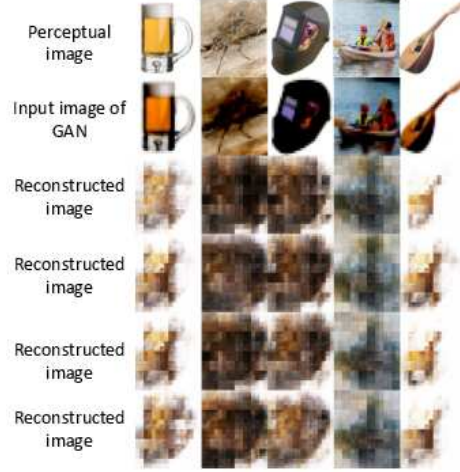 Perceptual
image
Input image of
GAN
Reconstructed
image
Reconstructed
image
Reconstructed
image
Reconstructed
image